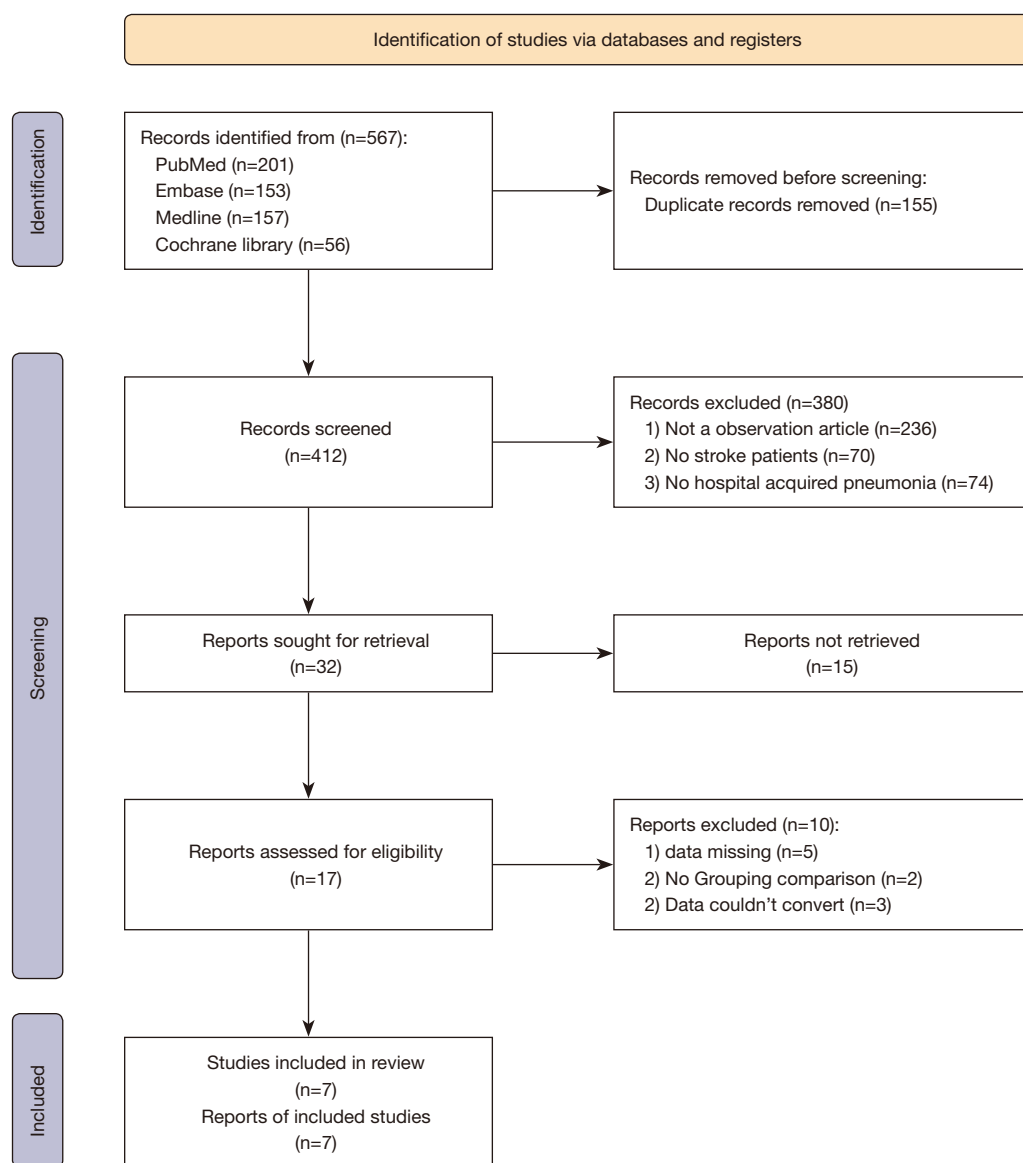 Identification of studies via databases and registers
Identification
Records identified from (n=567):
PubMed (n=201)
Embase (n=153)
Medline (n=157)
Cochrane library (n=56)
Records removed before screening:
Duplicate records removed (n=155)
Screening
Records screened
(n=412)
Records excluded (n=380)
1) Not a observation article (n=236)
2) No stroke patients (n=70)
3) No hospital acquired pneumonia (n=74)
Reports sought for retrieval
(n=32)
Reports not retrieved
(n=15)
Reports assessed for eligibility
(n=17)
Reports excluded (n=10):
1) data missing (n=5)
2) No Grouping comparison (n=2)
2) Data couldn't convert (n=3)
Included
Studies included in review
(n=7)
Reports of included studies
(n=7)